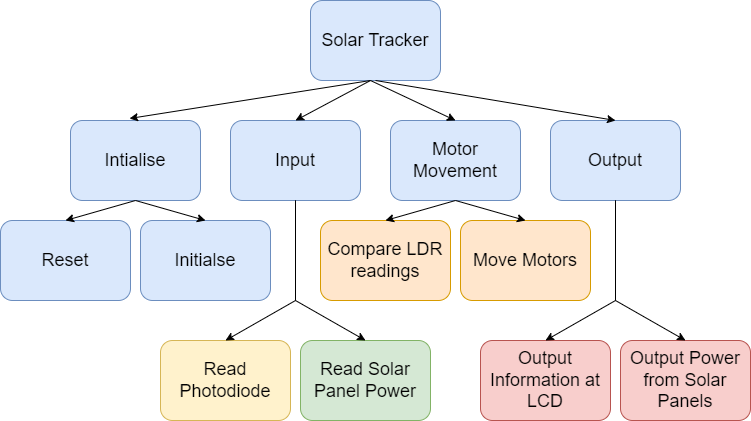 Solar Tracker
Intialise
Input
Motor
Movement
Output
Reset
Initialse
Compare LDR
readings
Move Motors
Read
Photodiode
Read Solar
Panel Power
Output
Information at
LCD
Output Power
from Solar
Panels